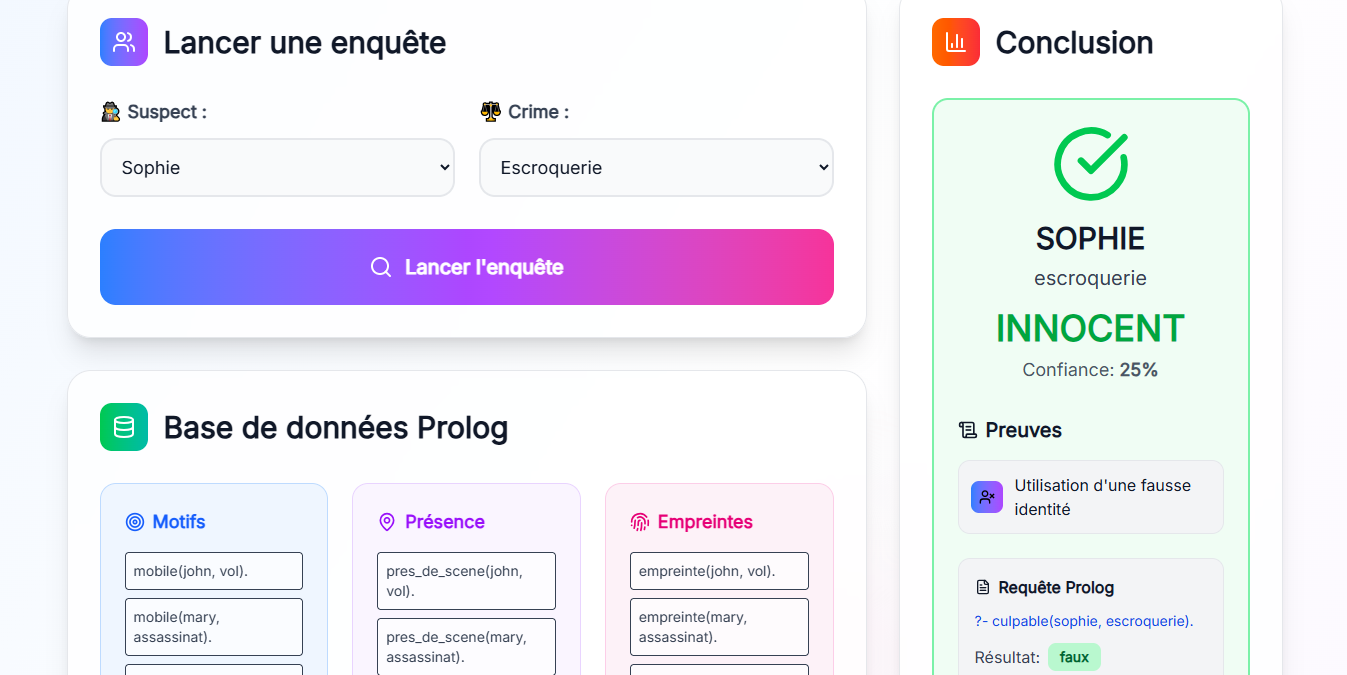 Lancer une enquête
Suspect :
Crime :
Sophie
Escroquerie
Lancer l'enquête
Base de données Prolog
Motifs
mobile(john, vol).
mobile(mary,
assassinat).
Présence
pres_de_scene(john,
vol).
pres_de_scene(mary,
assassinat).
Empreintes
empreinte(john, vol).
empreinte(mary,
assassinat).
Conclusion
SOPHIE
escroquerie
INNOCENT
Confiance: 25%
Preuves
Utilisation d'une fausse
identité
Requête Prolog
?- culpable(sophie, escroquerie).
Résultat: faux